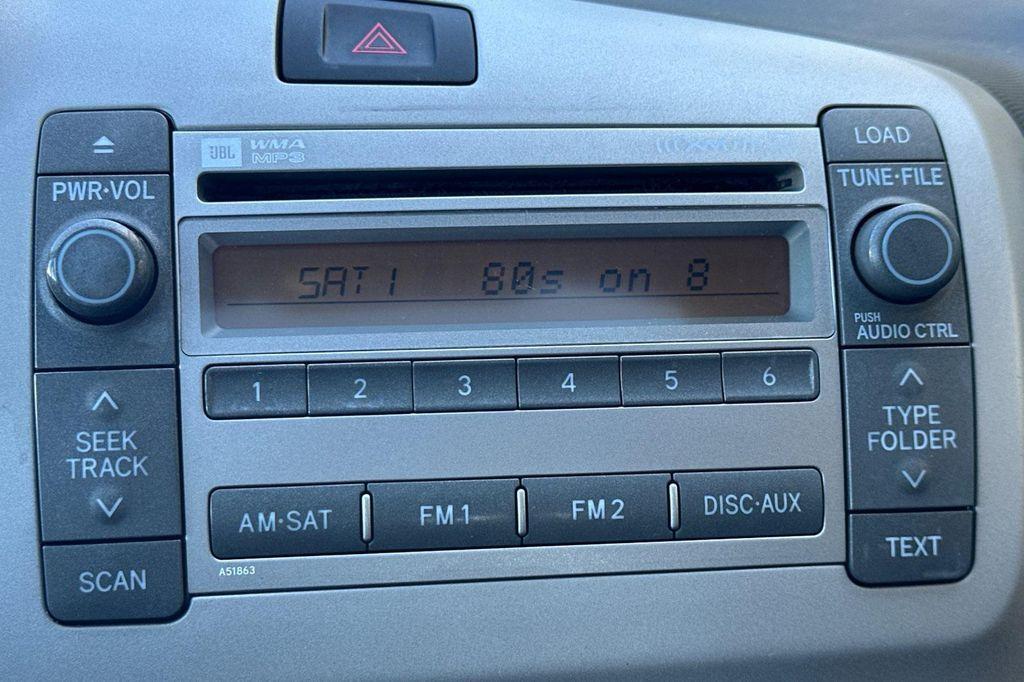 JBL WMA
MP3
XM
LOAD
PWR·VOL
TUNE·FILE
SAT1 80s on 8
PUSH
AUDIO CTRL
1 2 3 4 5 6
SEEK
TRACK
TYPE
FOLDER
AM·SAT FM1 FM2 DISC·AUX
TEXT
SCAN
A51863